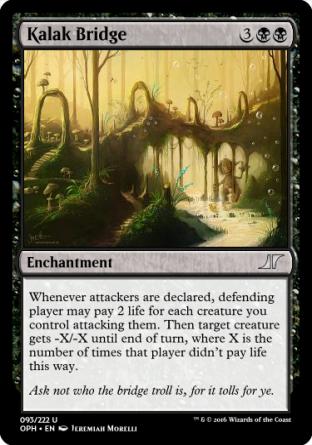 Kalak Bridge 3
Enchantment
Whenever attackers are declared, defending
player may pay 2 life for each creature you
control attacking them. Then target creature
gets -X/-X until end of turn, where X is the
number of times that player didn't pay life
this way.
Ask not who the bridge troll is, for it tolls for ye.
093/222 U
OPH • EN Jeremiah Morelli
™ & © 2016 Wizards of the Coast